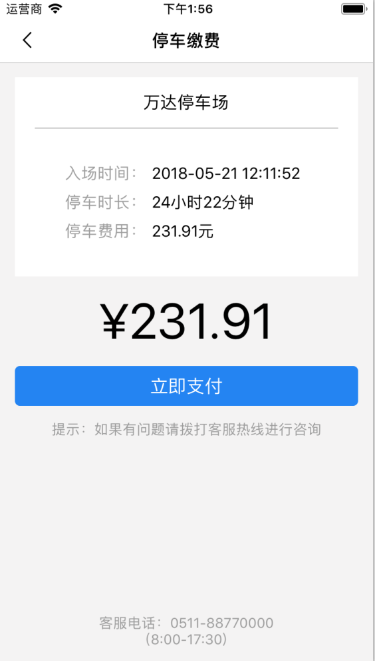 运营商 下午1:56
停车缴费
万达停车场
入场时间： 2018-05-21 12:11:52
停车时长： 24小时22分钟
停车费用： 231.91元
¥231.91
立即支付
提示：如果有问题请拨打客服热线进行咨询
客服电话：0511-88770000
(8:00-17:30)